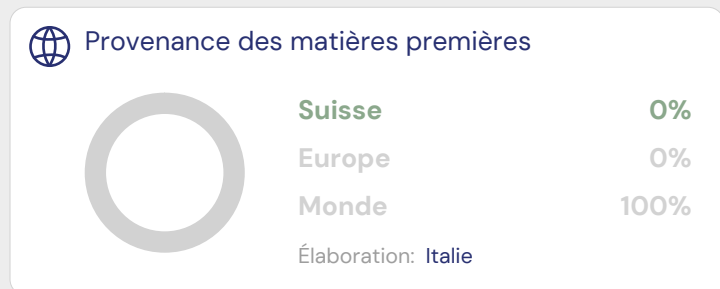 Provenance des matières premières
Suisse 0%
Europe 0%
Monde 100%
Élaboration: Italie